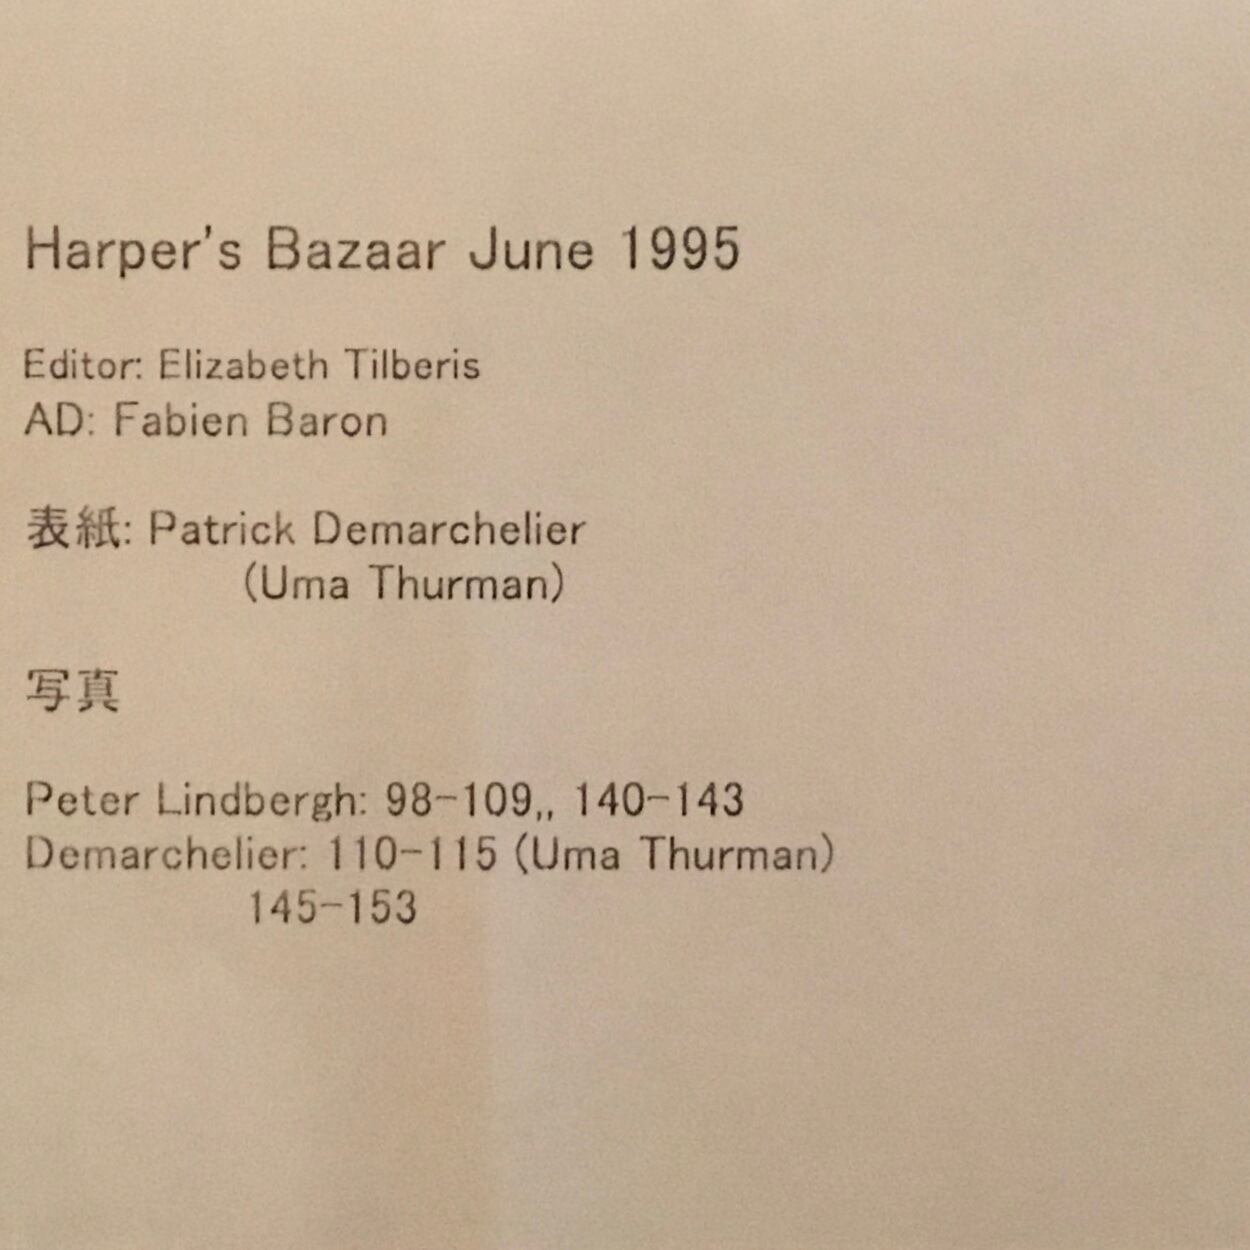 Harper's Bazaar June 1995
Editor: Elizabeth Tilberis
AD: Fabien Baron
表紙: Patrick Demarchelier
(Uma Thurman)
写真
Peter Lindbergh: 98-109,, 140-143
Demarchelier: 110-115 (Uma Thurman)
145-153